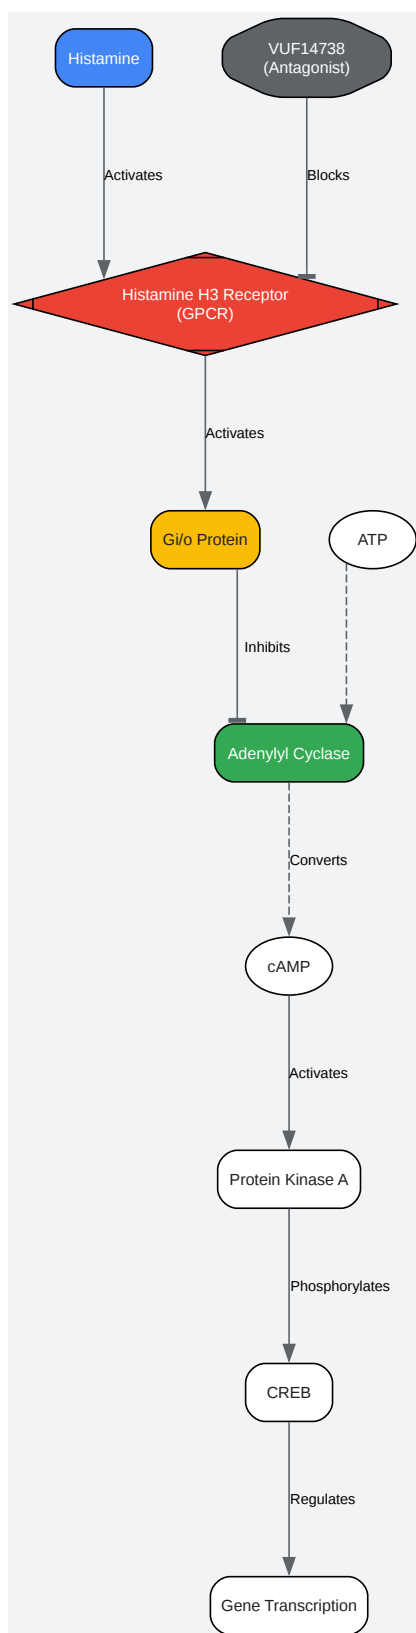 Histamine
VUF14738
(Antagonist)
Activates
Blocks
Histamine H3 Receptor
(GPCR)
Activates
Gi/o Protein
ATP
Inhibits
Adenylyl Cyclase
Converts
cAMP
Activates
Protein Kinase A
Phosphorylates
CREB
Regulates
Gene Transcription